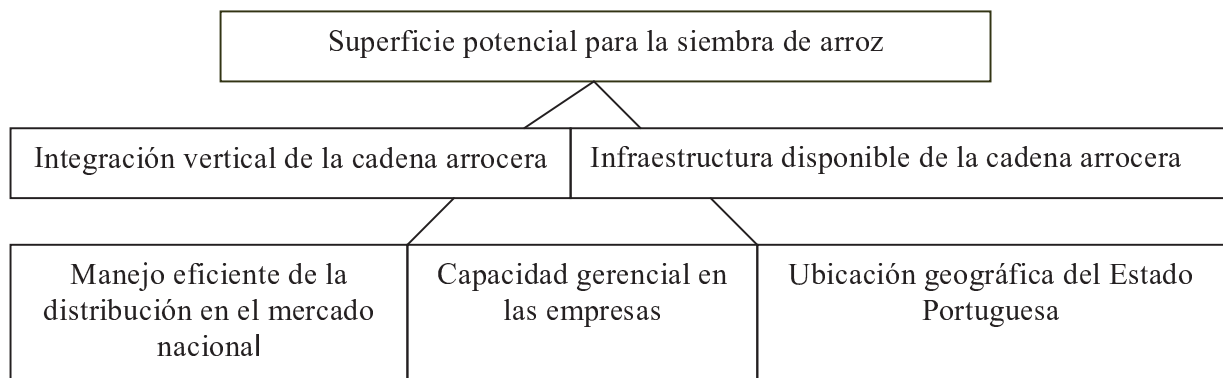 Superficie potencial para la siembra de arroz
Integración vertical de la cadena arrocera
Infraestructura disponible de la cadena arrocera
Manejo eficiente de la
distribución en el mercado
nacional
Capacidad gerencial en
las empresas
Ubicación geográfica del Estado
Portuguesa